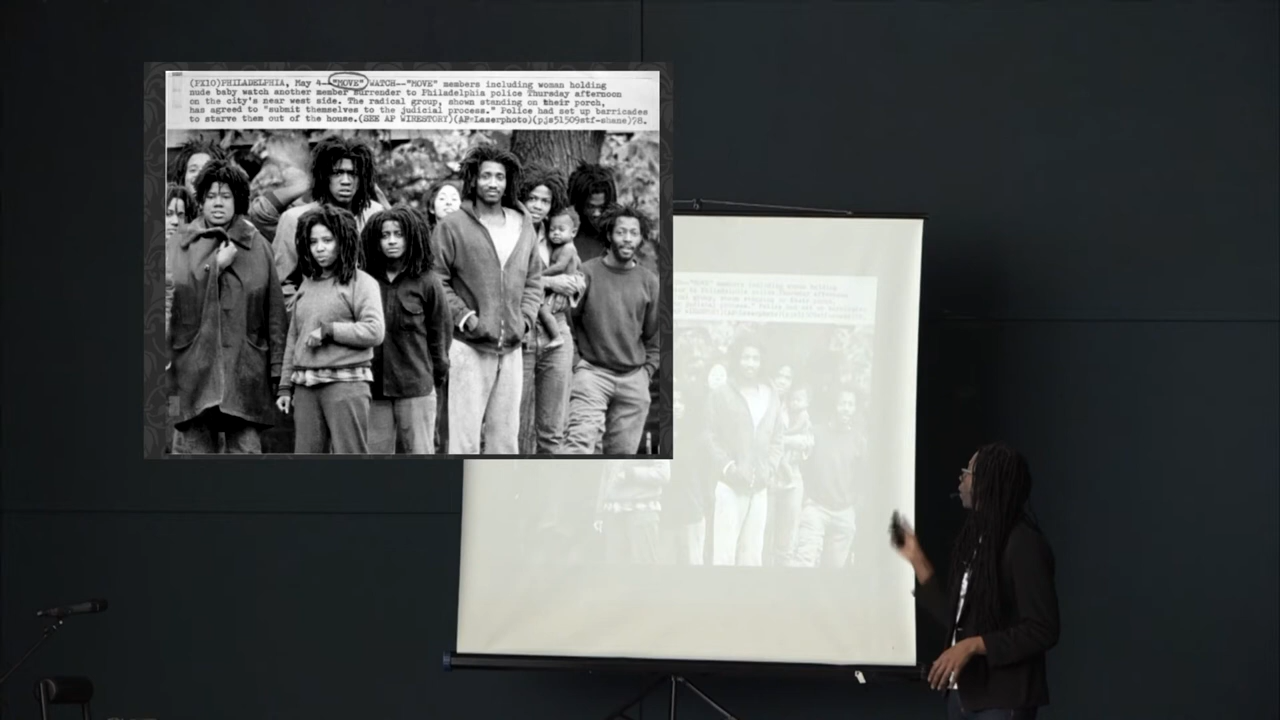 (PX10)PHILADELPHIA, May 4--"MOVE" WATCH--"MOVE" members including woman holding
nude baby watch another member surrender to Philadelphia police Thursday afternoon
on the city's near west side. The radical group, shown standing on their porch,
has agreed to "submit themselves to the judicial process." Police had set up barricades
to starve them out of the house.(SEE AP WIRESTORY)(AP Laserphoto)(pjs51509stf-shane)78.